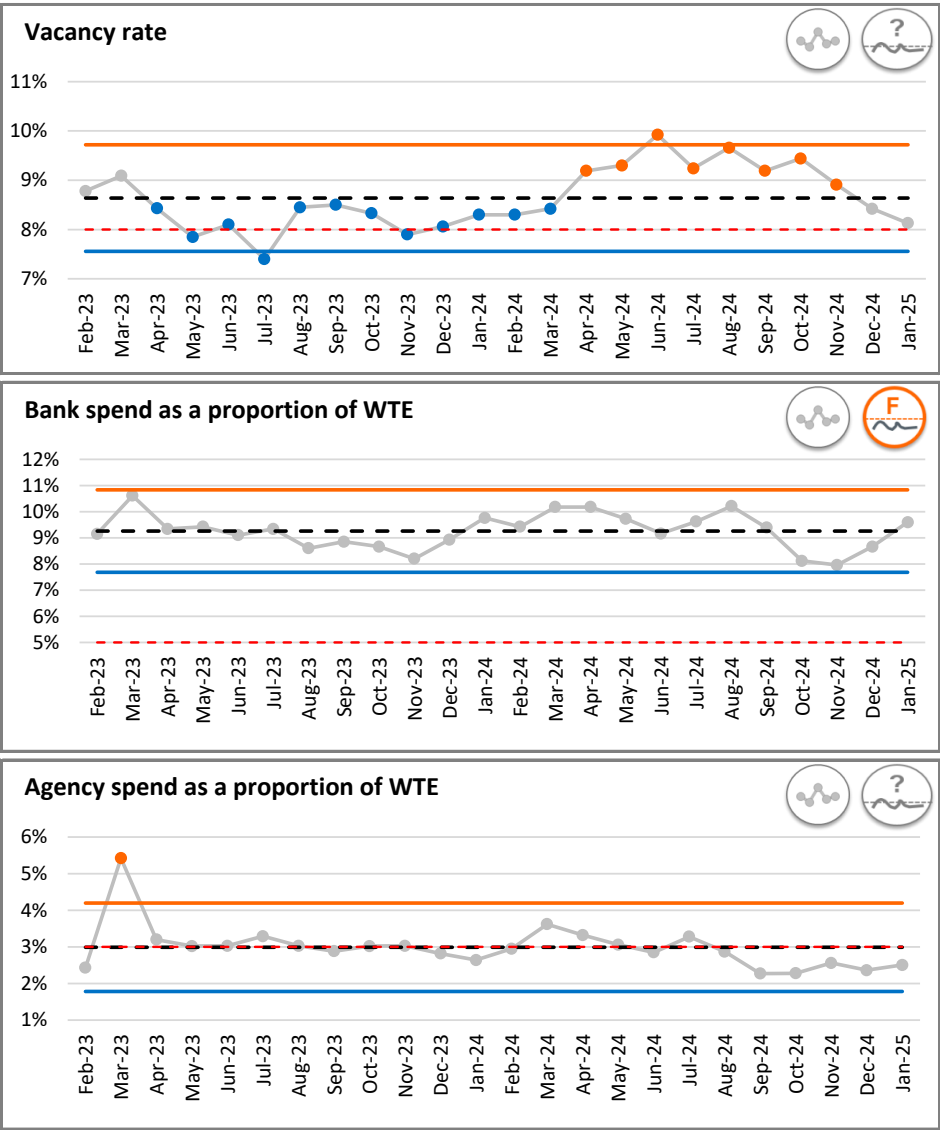 Vacancy rate
?
11%
10%
9%
8%
7%
Feb-23
Mar-23
Apr-23
May-23
Jun-23
Jul-23
Aug-23
Sep-23
Oct-23
Nov-23
Dec-23
Jan-24
Feb-24
Mar-24
Apr-24
May-24
Jun-24
Jul-24
Aug-24
Sep-24
Oct-24
Nov-24
Dec-24
Jan-25
Bank spend as a proportion of WTE
F
12%
11%
10%
9%
8%
7%
6%
5%
Feb-23
Mar-23
Apr-23
May-23
Jun-23
Jul-23
Aug-23
Sep-23
Oct-23
Nov-23
Dec-23
Jan-24
Feb-24
Mar-24
Apr-24
May-24
Jun-24
Jul-24
Aug-24
Sep-24
Oct-24
Nov-24
Dec-24
Jan-25
Agency spend as a proportion of WTE
?
6%
5%
4%
3%
2%
1%
Feb-23
Mar-23
Apr-23
May-23
Jun-23
Jul-23
Aug-23
Sep-23
Oct-23
Nov-23
Dec-23
Jan-24
Feb-24
Mar-24
Apr-24
May-24
Jun-24
Jul-24
Aug-24
Sep-24
Oct-24
Nov-24
Dec-24
Jan-25